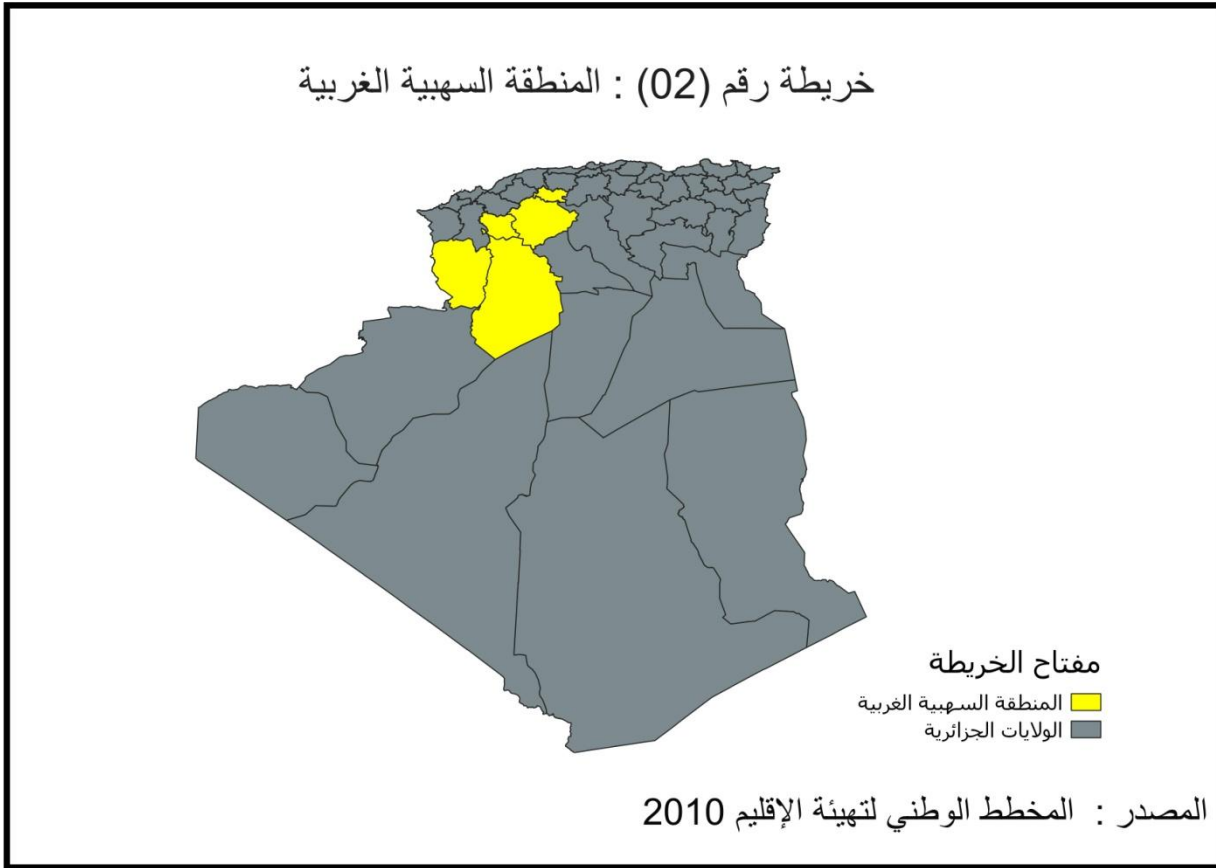 خريطة رقم (02) : المنطقة السهبية الغربية
مفتاح الخريطة
المنطقة السهبية الغربية
الولايات الجزائرية
المصدر : المخطط الوطني لتهيئة الإقليم 2010